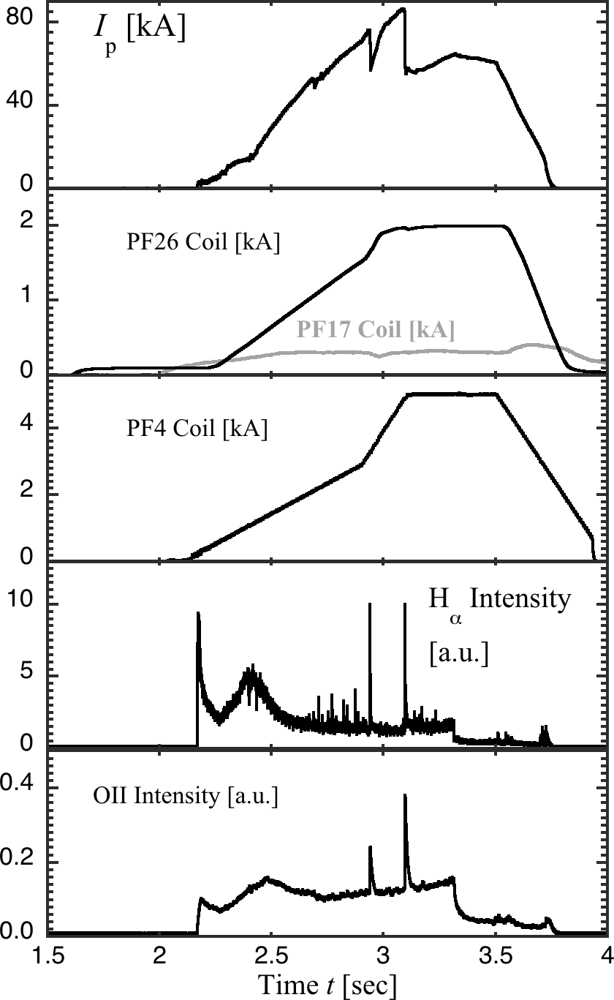 80
I_p [kA]
40
0
2
PF26 Coil [kA]
1
PF17 Coil [kA]
0
4
PF4 Coil [kA]
2
0
10
H_α Intensity
[a.u.]
5
0
0.4
OII Intensity [a.u.]
0.2
0.0
1.5 2 2.5 3 3.5 4
Time t [sec]